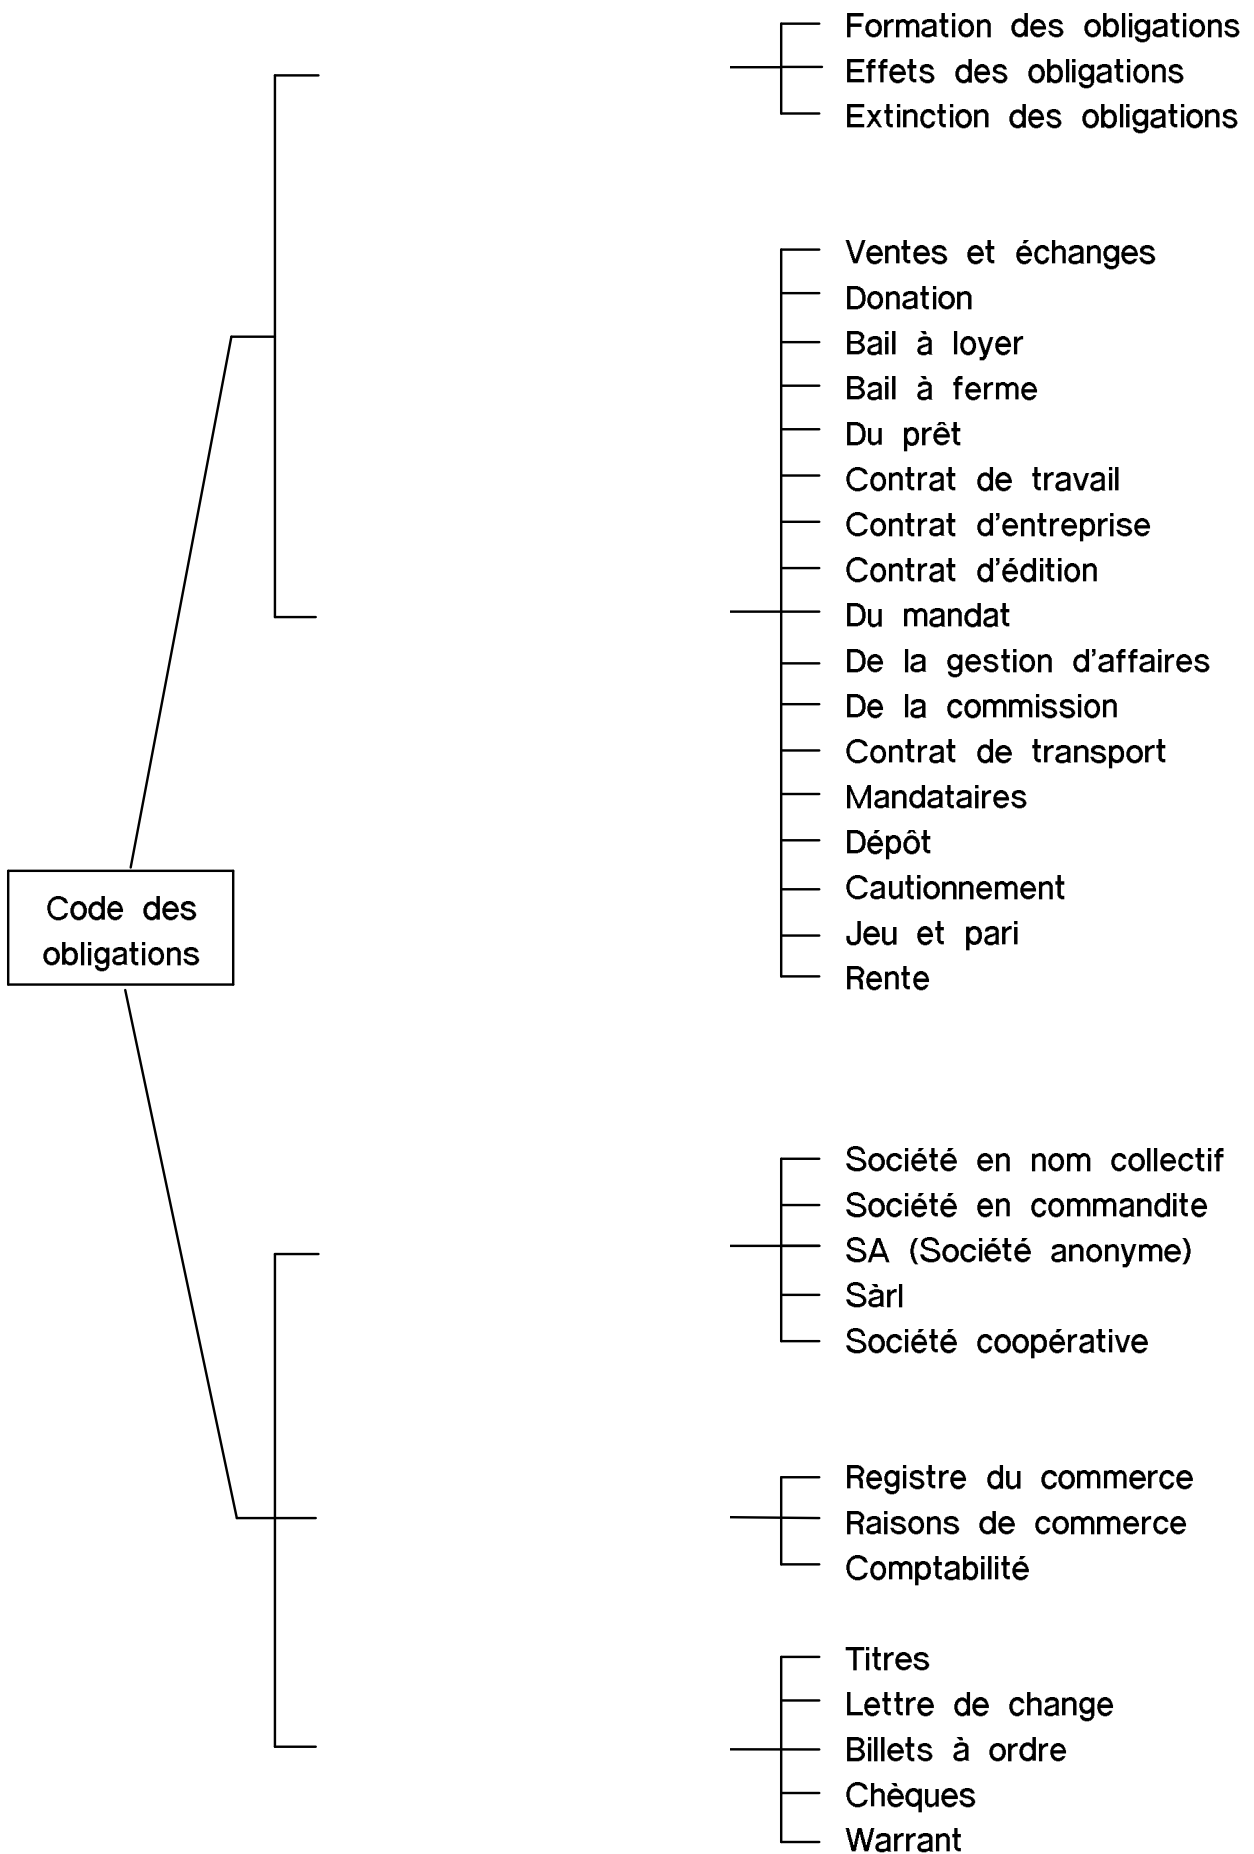 Formation des obligations
Effets des obligations
Extinction des obligations
Ventes et échanges
Donation
Bail à loyer
Bail à ferme
Du prêt
Contrat de travail
Contrat d'entreprise
Contrat d'édition
Du mandat
De la gestion d'affaires
De la commission
Contrat de transport
Mandataires
Dépôt
Cautionnement
Jeu et pari
Rente
Code des
obligations
Société en nom collectif
Société en commandite
SA (Société anonyme)
Sàrl
Société coopérative
Registre du commerce
Raisons de commerce
Comptabilité
Titres
Lettre de change
Billets à ordre
Chèques
Warrant